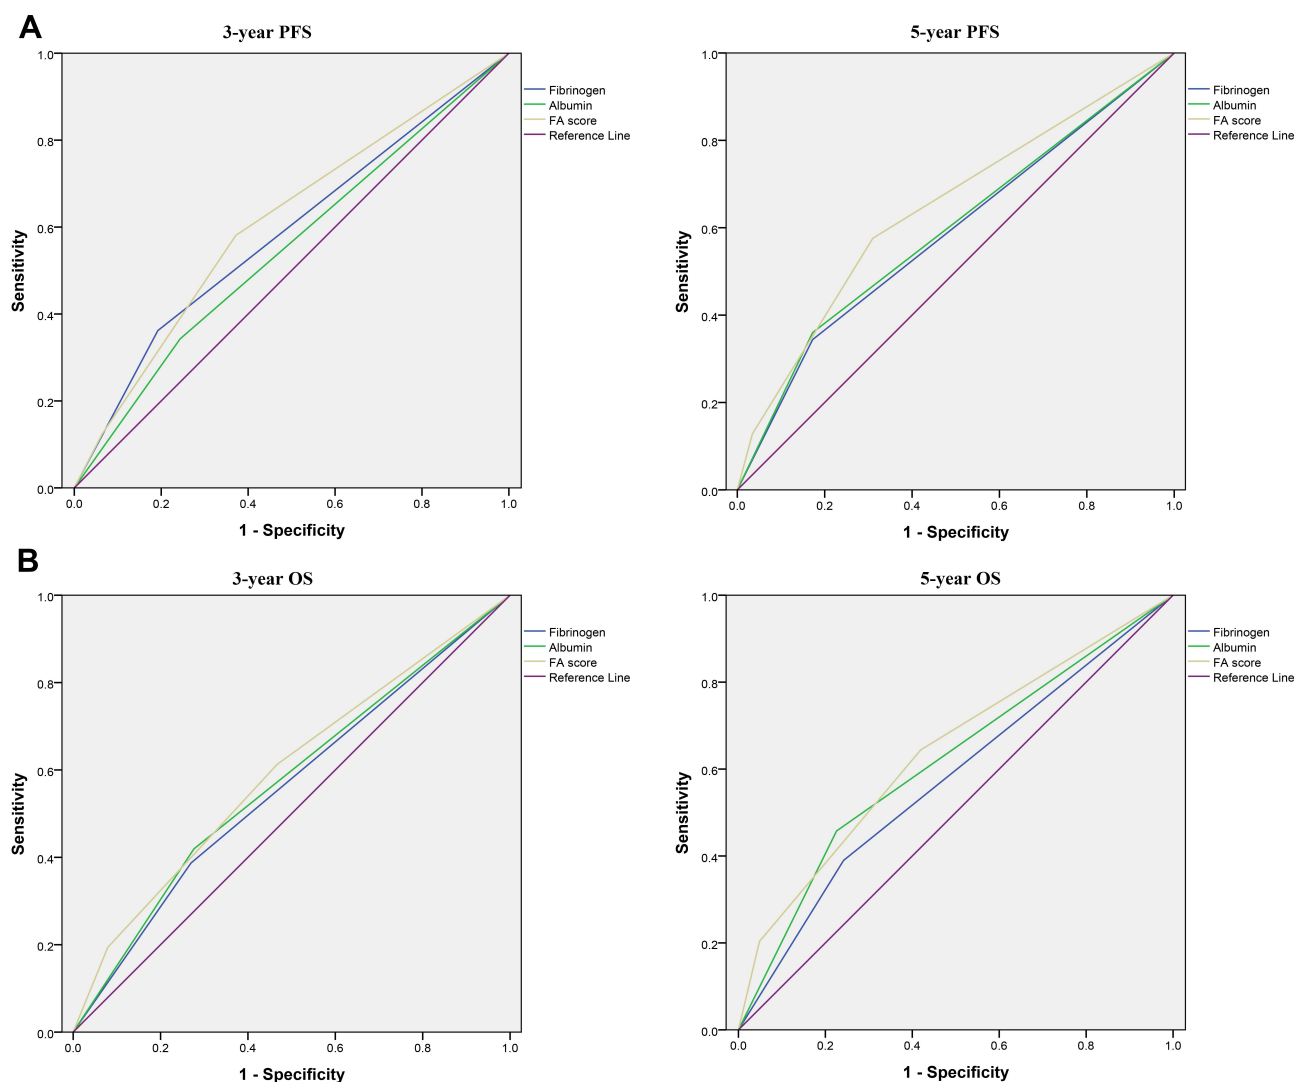 A
3-year PFS
1.0
0.8
0.6
0.4
0.2
0.0
Sensitivity
0.0 0.2 0.4 0.6 0.8 1.0
1 - Specificity
Fibrinogen
Albumin
FA score
Reference Line
5-year PFS
1.0
0.8
0.6
0.4
0.2
0.0
Sensitivity
0.0 0.2 0.4 0.6 0.8 1.0
1 - Specificity
Fibrinogen
Albumin
FA score
Reference Line
B
3-year OS
1.0
0.8
0.6
0.4
0.2
0.0
Sensitivity
0.0 0.2 0.4 0.6 0.8 1.0
1 - Specificity
Fibrinogen
Albumin
FA score
Reference Line
5-year OS
1.0
0.8
0.6
0.4
0.2
0.0
Sensitivity
0.0 0.2 0.4 0.6 0.8 1.0
1 - Specificity
Fibrinogen
Albumin
FA score
Reference Line